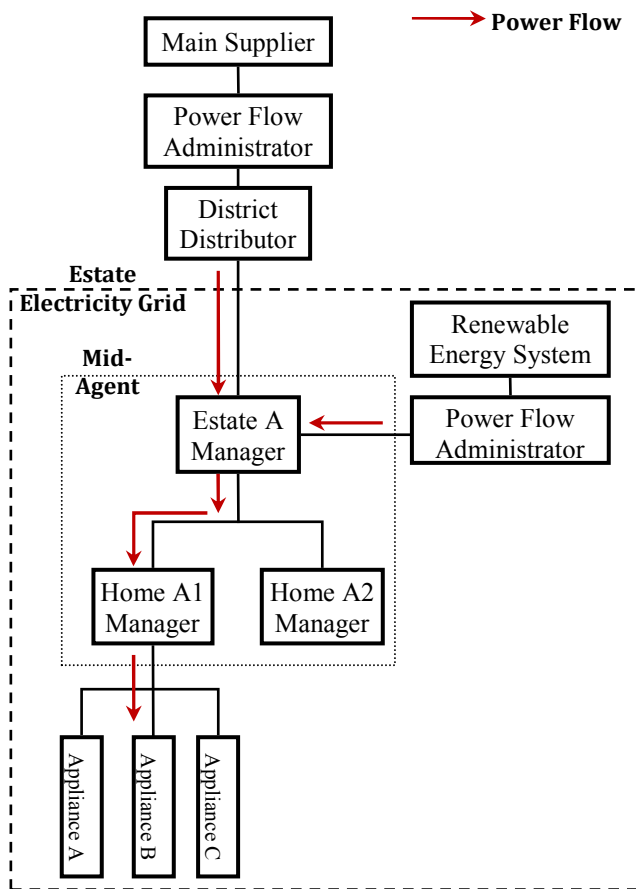 Power Flow
Main Supplier
Power Flow
Administrator
District
Distributor
Estate
Electricity Grid
Renewable
Energy System
Mid-
Agent
Estate A
Manager
Power Flow
Administrator
Home A1
Manager
Home A2
Manager
Appliance A
Appliance B
Appliance C